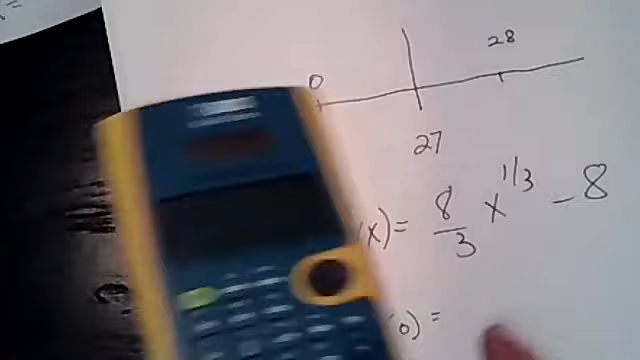 0 28
27
(x) = 8/3 x^1/3 - 8
(0) =